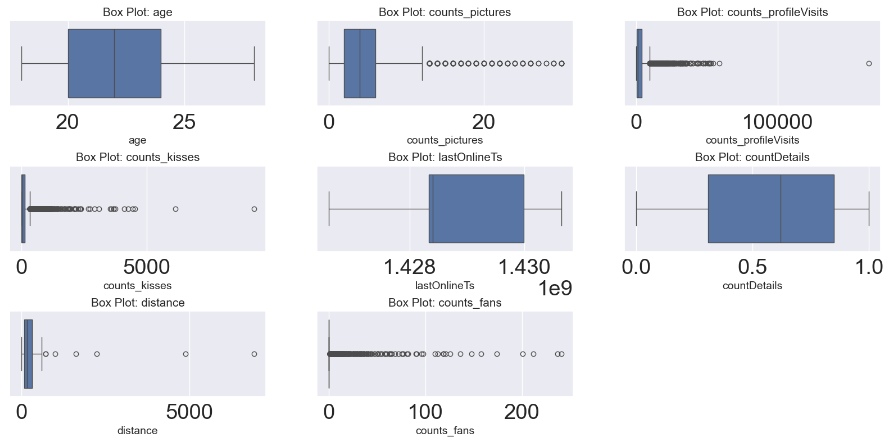 Box Plot: age
Box Plot: counts_pictures
Box Plot: counts_profileVisits
20 25
0 20
0 100000
age
counts_pictures
counts_profileVisits
Box Plot: counts_kisses
Box Plot: lastOnlineTs
Box Plot: countDetails
0 5000
1.428 1.430
0.0 0.5 1.0
counts_kisses
lastOnlineTs
1e9
countDetails
Box Plot: distance
Box Plot: counts_fans
0 5000
0 100 200
distance
counts_fans